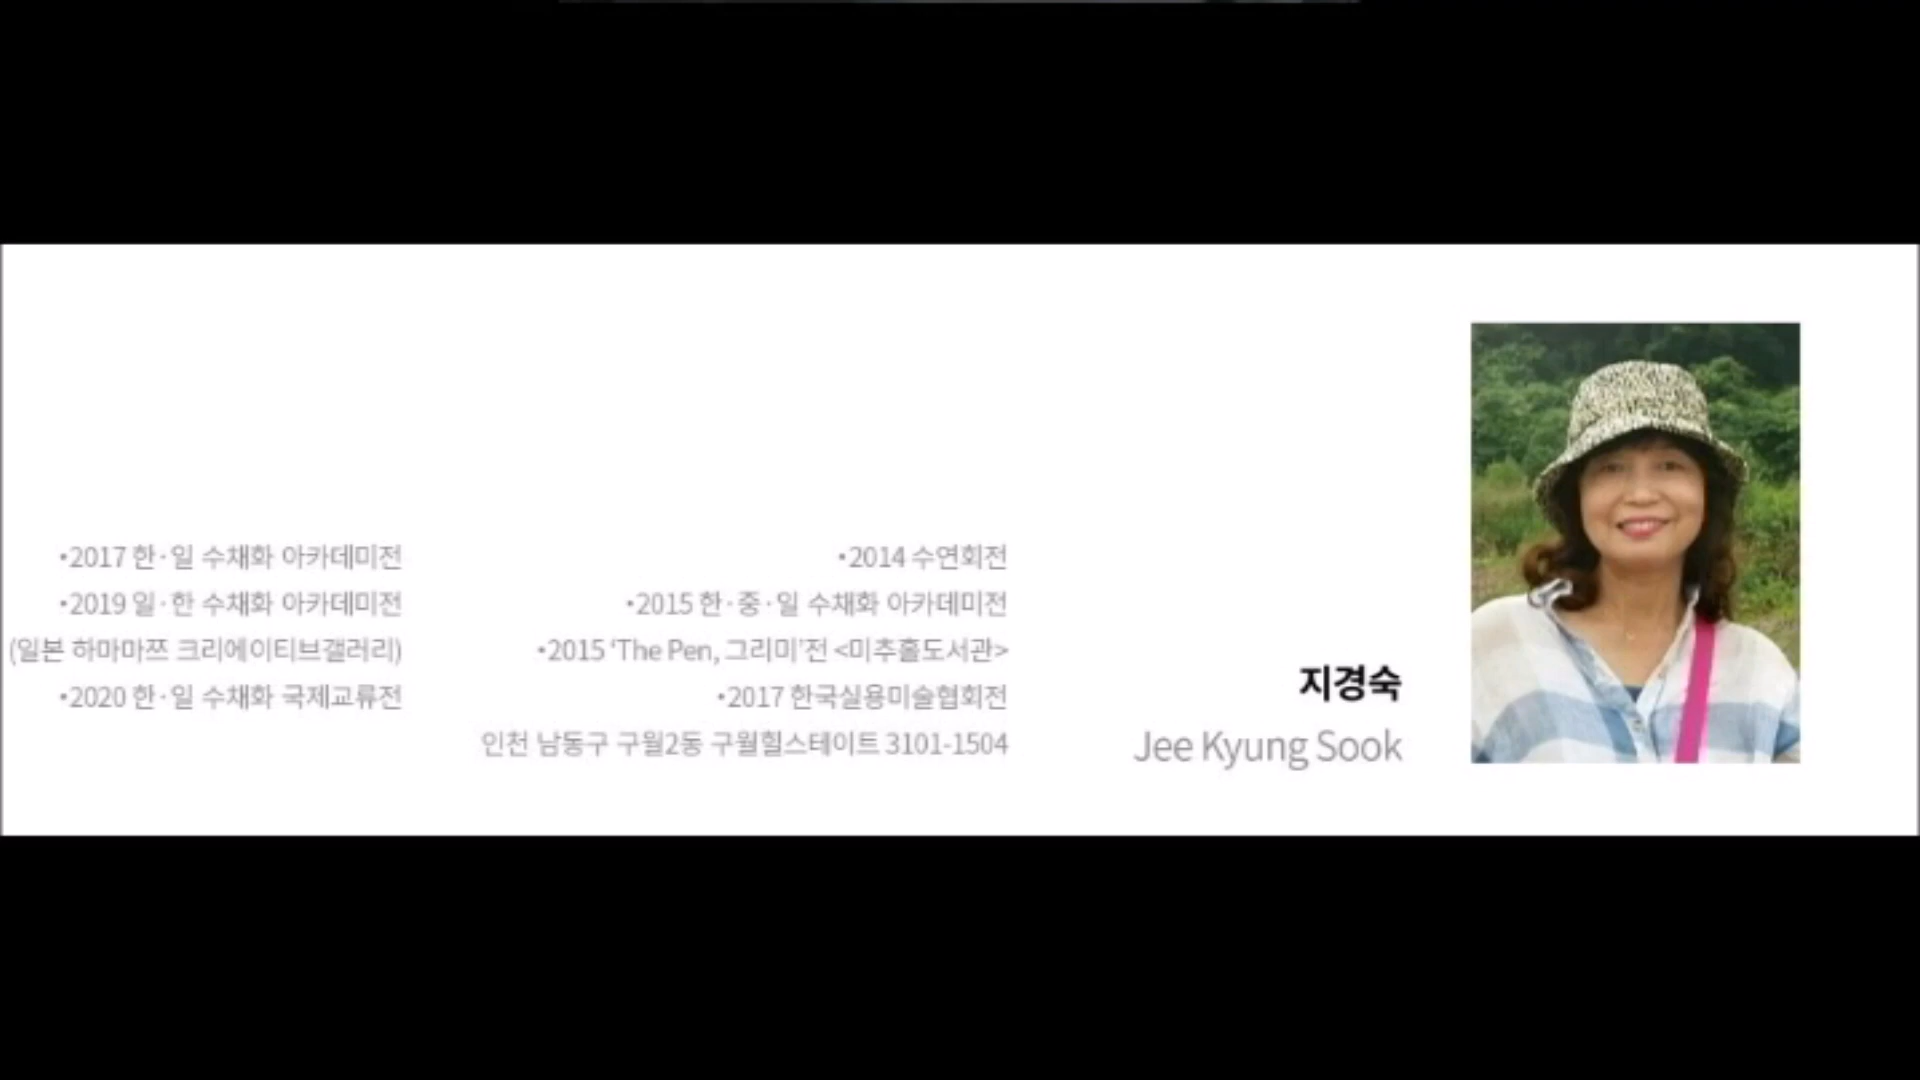 •2017 한·일 수채화 아카데미전
•2019 일·한 수채화 아카데미전
(일본 하마마쯔 크리에이티브갤러리)
•2020 한·일 수채화 국제교류전
•2014 수연회전
•2015 한·중·일 수채화 아카데미전
•2015 ‘The Pen, 그리미’전 <미추홀도서관>
•2017 한국실용미술협회전
인천 남동구 구월2동 구월힐스테이트 3101-1504
지경숙
Jee Kyung Sook